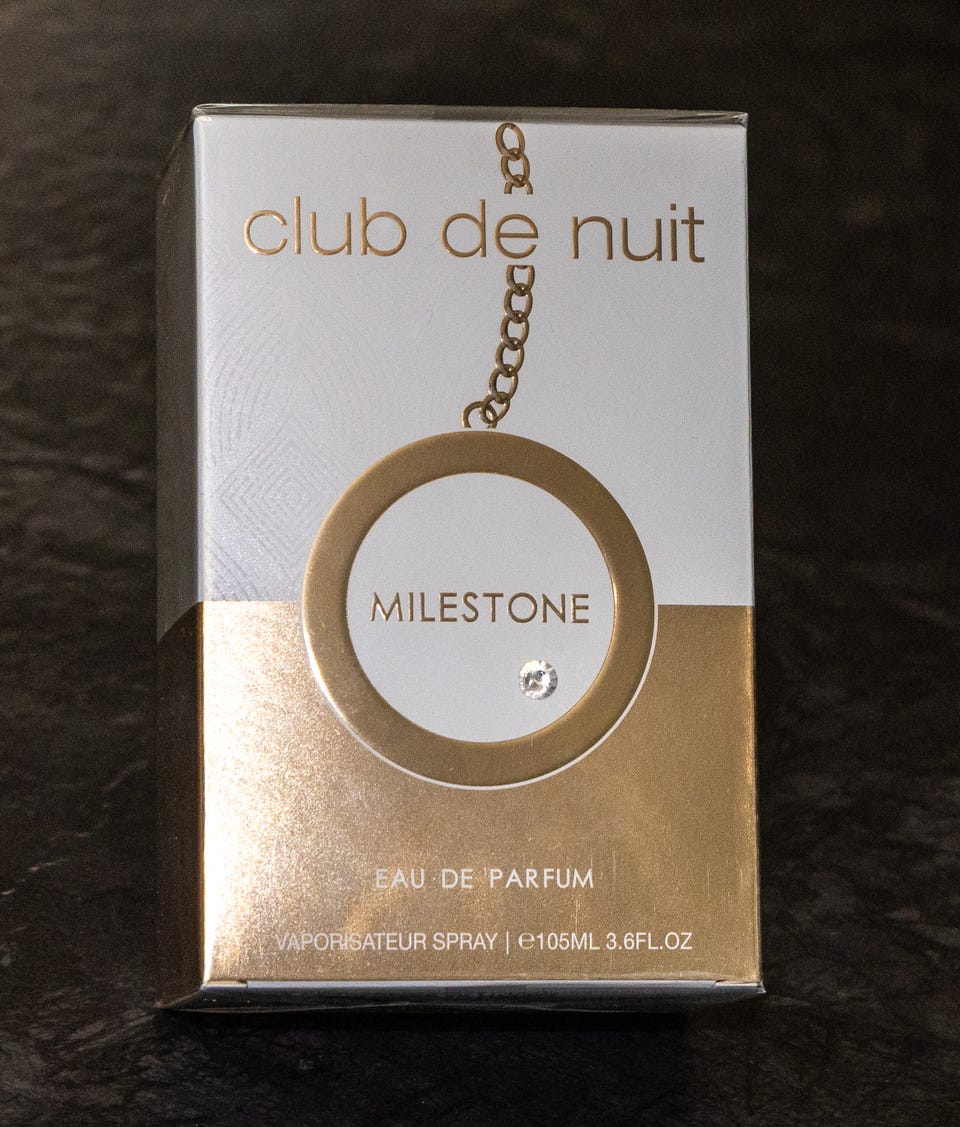 club de nuit
MILESTONE
EAU DE PARFUM
VAPORISATEUR SPRAY | ℮105ML 3.6FL.OZ